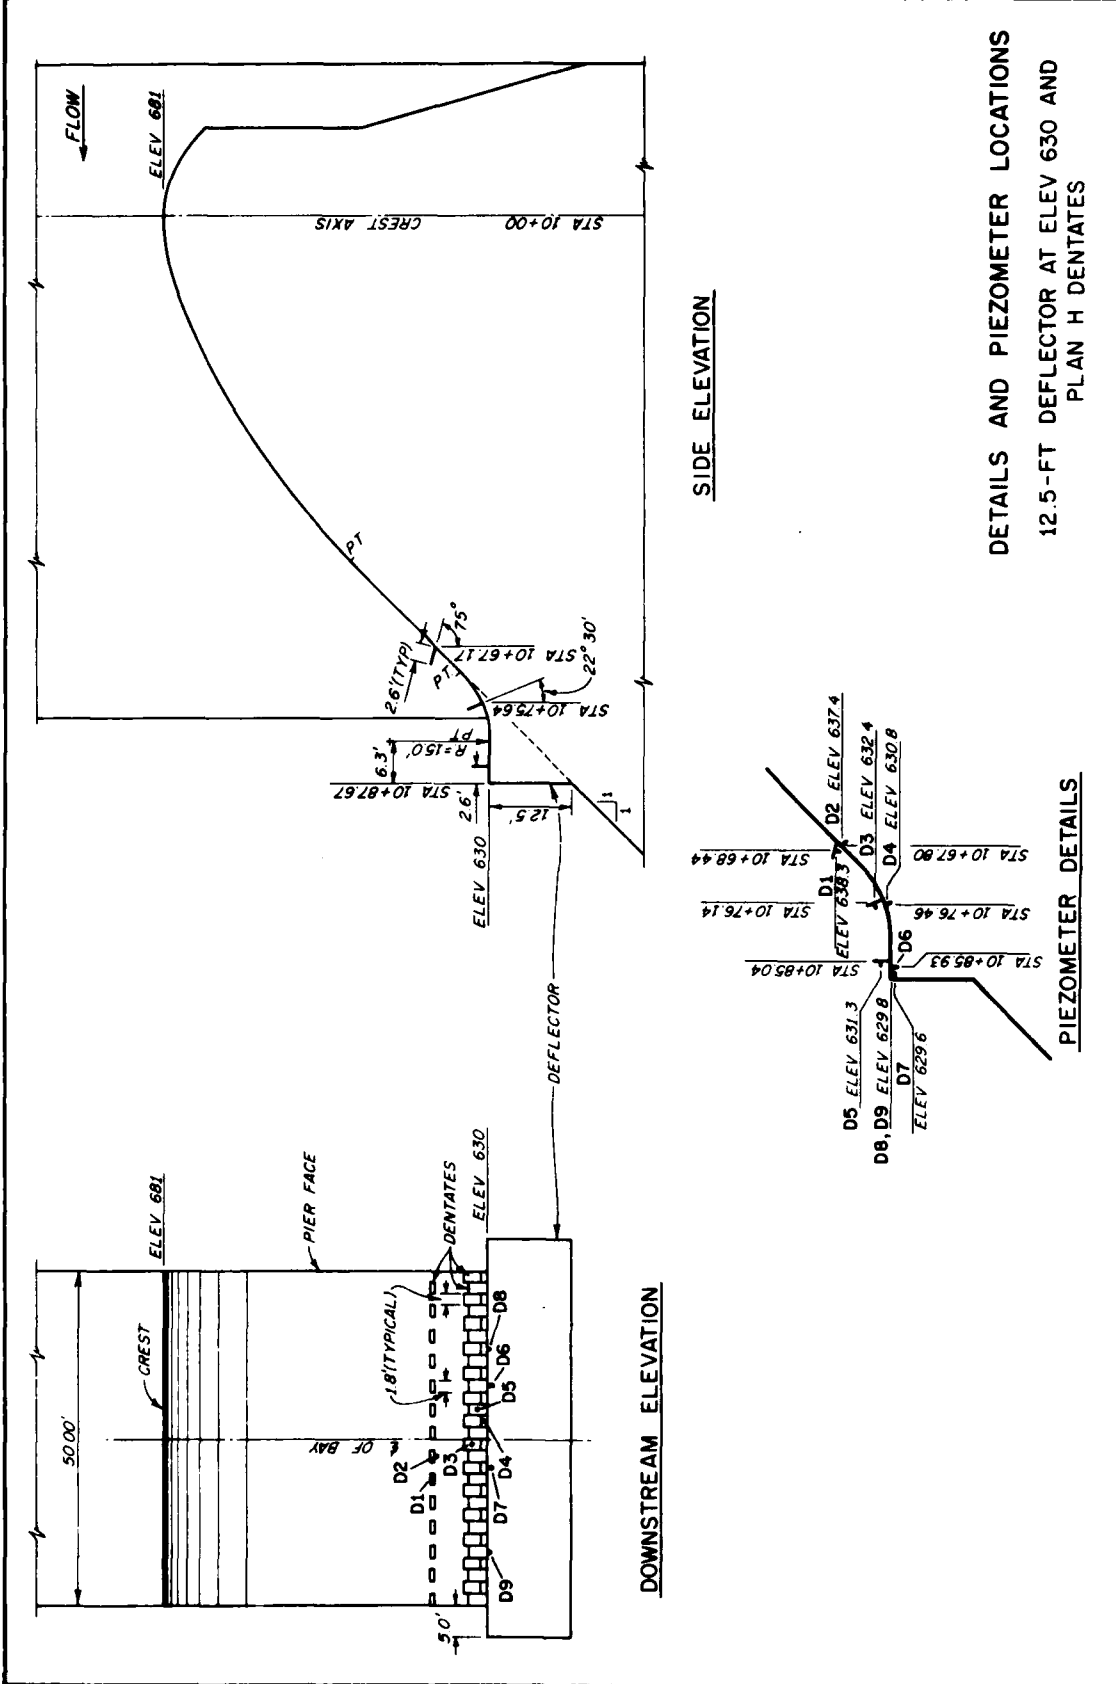 FLOW
ELEV 681
CREST AXIS
STA 10+00
PT
2.6' (TYP)
75°
STA 10+67.17
PT
22° 30'
STA 10+75.64
6.3'
R=15.0'
PT
STA 10+87.67
2.6'
ELEV 630
12.5'
1
1
SIDE ELEVATION
50.00'
CREST
ELEV 681
PIER FACE
℄ OF BAY
1.8' (TYPICAL)
DENTATES
ELEV 630
DEFLECTOR
D1
D2
D3
D4
D5
D6
D7
D8
D9
5.0'
DOWNSTREAM ELEVATION
STA 10+68.44
D1
ELEV 638.3
D2 ELEV 637.4
D3 ELEV 632.4
D4 ELEV 630.8
STA 10+67.80
STA 10+76.14
STA 10+76.46
STA 10+85.04
D6
STA 10+85.93
D5 ELEV 631.3
D8, D9 ELEV 629.8
D7
ELEV 629.6
PIEZOMETER DETAILS
DETAILS AND PIEZOMETER LOCATIONS
12.5-FT DEFLECTOR AT ELEV 630 AND
PLAN H DENTATES